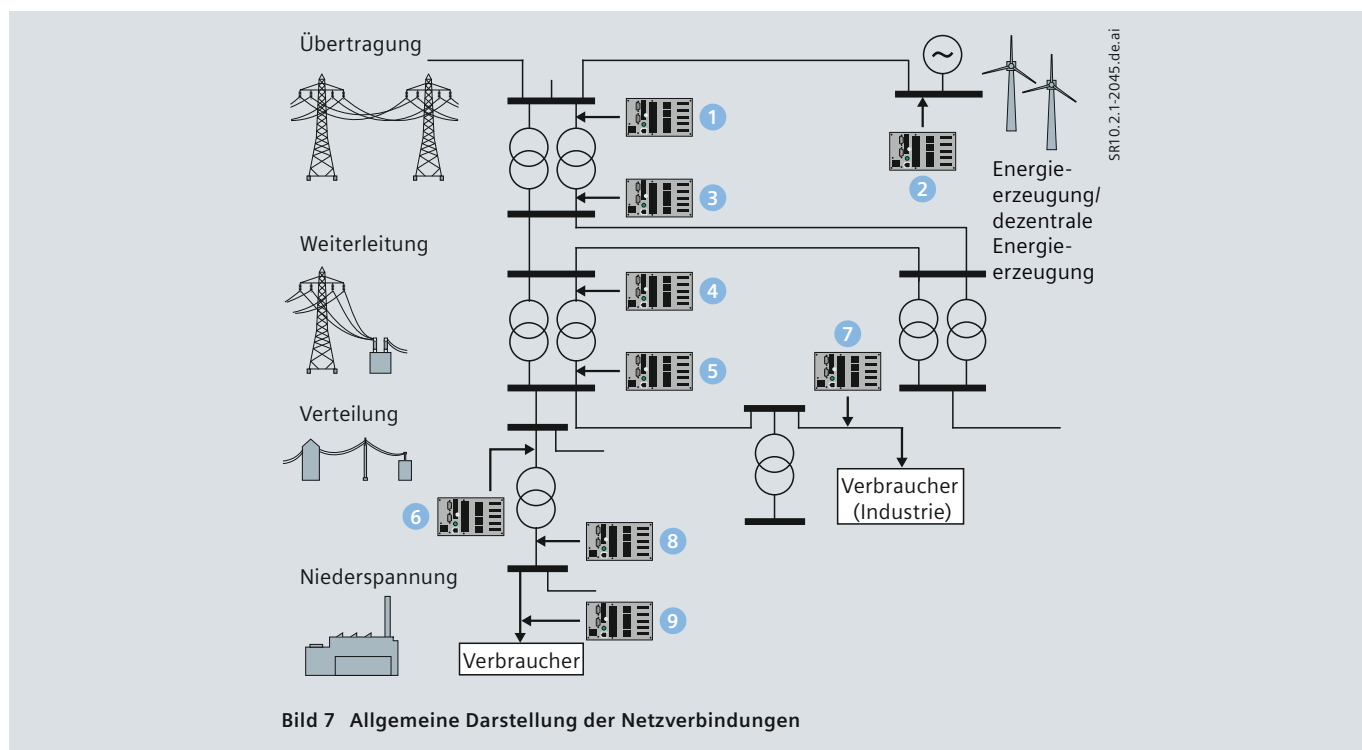 Übertragung
SR10.2.1-2045.de.ai
~
1
2
Energie-
erzeugung/
dezentrale
Energie-
erzeugung
3
Weiterleitung
4
7
5
Verteilung
Verbraucher
(Industrie)
6
8
Niederspannung
9
Verbraucher
Bild 7 Allgemeine Darstellung der Netzverbindungen